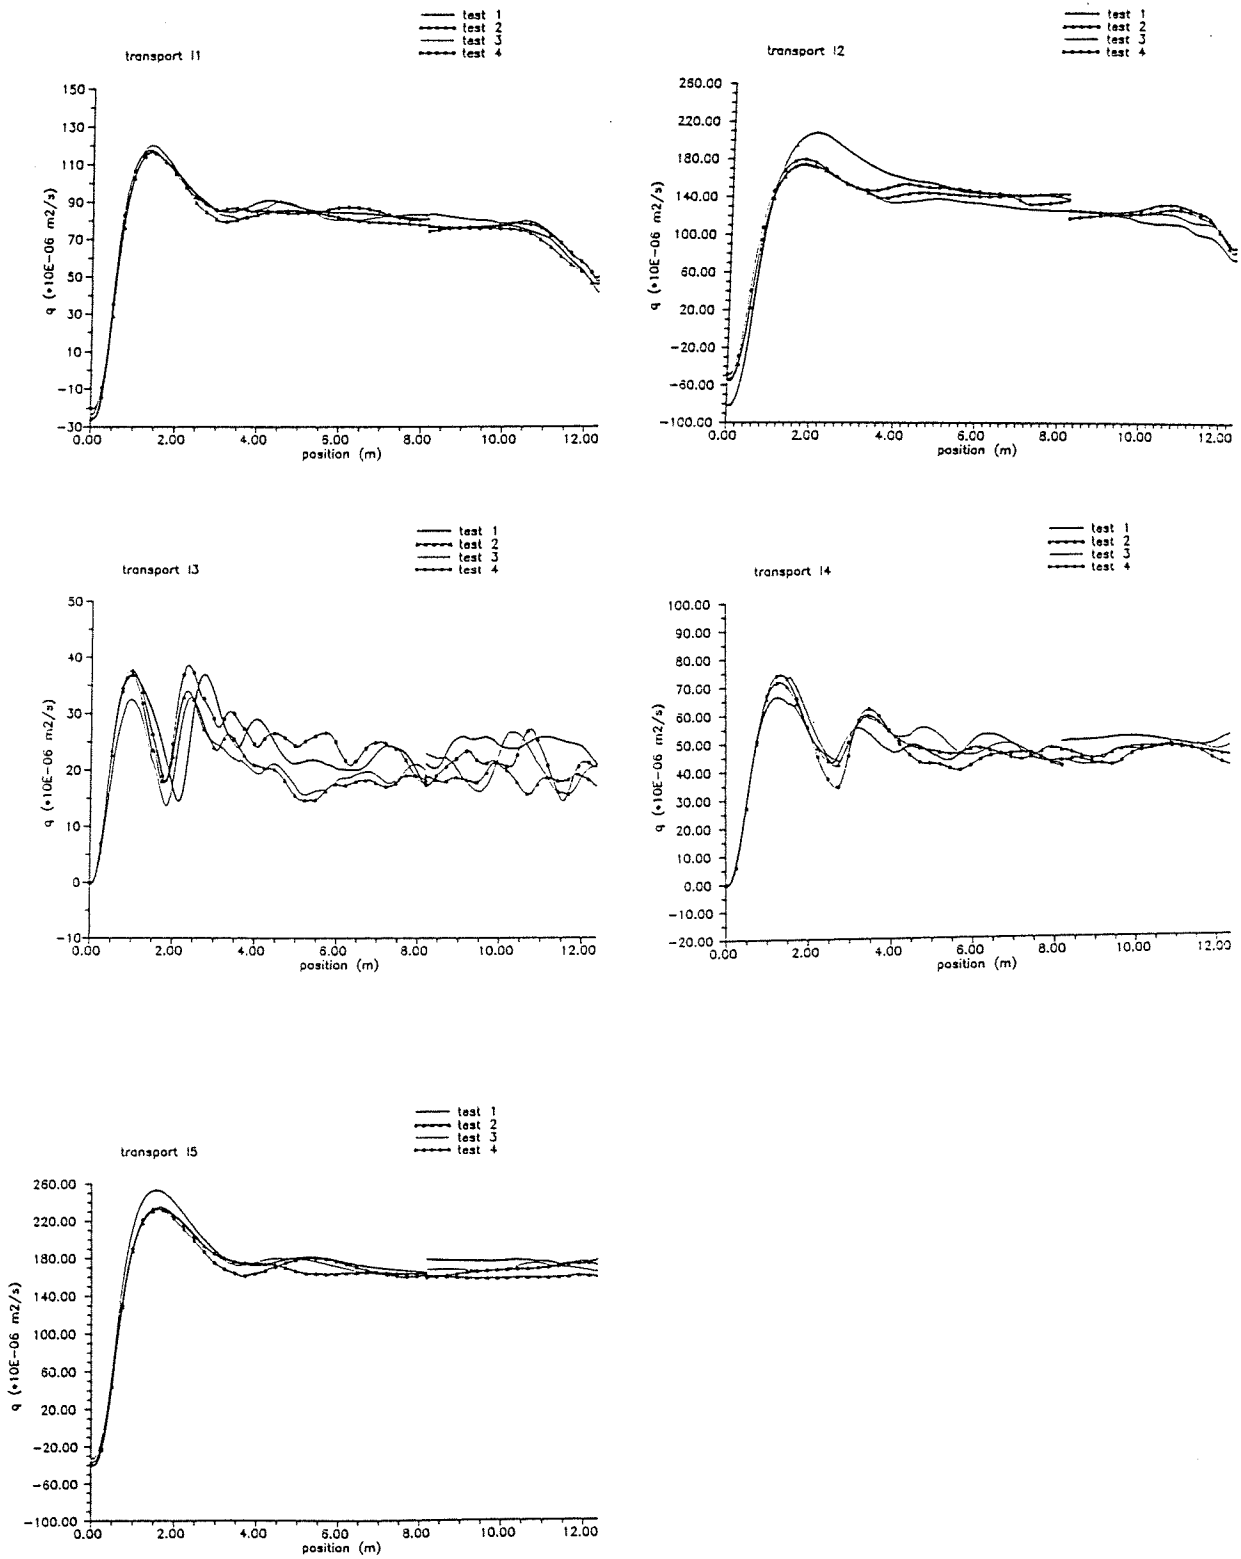 test 1
test 2
test 3
test 4
transport I1
150
130
110
90
70
50
30
10
-10
-30
q (*10E-06 m2/s)
0.00 2.00 4.00 6.00 8.00 10.00 12.00
position (m)
test 1
test 2
test 3
test 4
transport I2
260.00
220.00
180.00
140.00
100.00
60.00
20.00
-20.00
-60.00
-100.00
q (*10E-06 m2/s)
0.00 2.00 4.00 6.00 8.00 10.00 12.00
position (m)
test 1
test 2
test 3
test 4
transport I3
50
40
30
20
10
0
-10
q (*10E-06 m2/s)
0.00 2.00 4.00 6.00 8.00 10.00 12.00
position (m)
test 1
test 2
test 3
test 4
transport I4
100.00
90.00
80.00
70.00
60.00
50.00
40.00
30.00
20.00
10.00
0.00
-10.00
-20.00
q (*10E-06 m2/s)
0.00 2.00 4.00 6.00 8.00 10.00 12.00
position (m)
test 1
test 2
test 3
test 4
transport I5
260.00
220.00
180.00
140.00
100.00
60.00
20.00
-20.00
-60.00
-100.00
q (*10E-06 m2/s)
0.00 2.00 4.00 6.00 8.00 10.00 12.00
position (m)